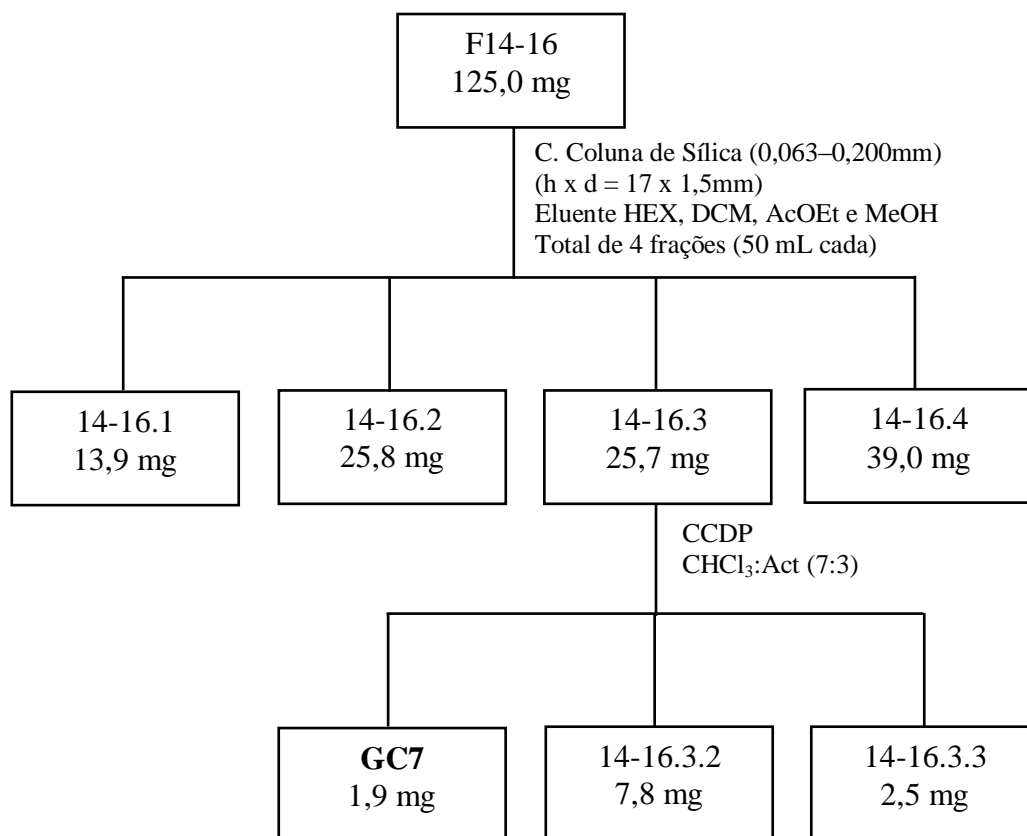 F14-16
125,0 mg
C. Coluna de Sílica (0,063–0,200mm)
(h x d = 17 x 1,5mm)
Eluente HEX, DCM, AcOEt e MeOH
Total de 4 frações (50 mL cada)
14-16.1
13,9 mg
14-16.2
25,8 mg
14-16.3
25,7 mg
14-16.4
39,0 mg
CCDP
CHCl₃:Act (7:3)
GC7
1,9 mg
14-16.3.2
7,8 mg
14-16.3.3
2,5 mg